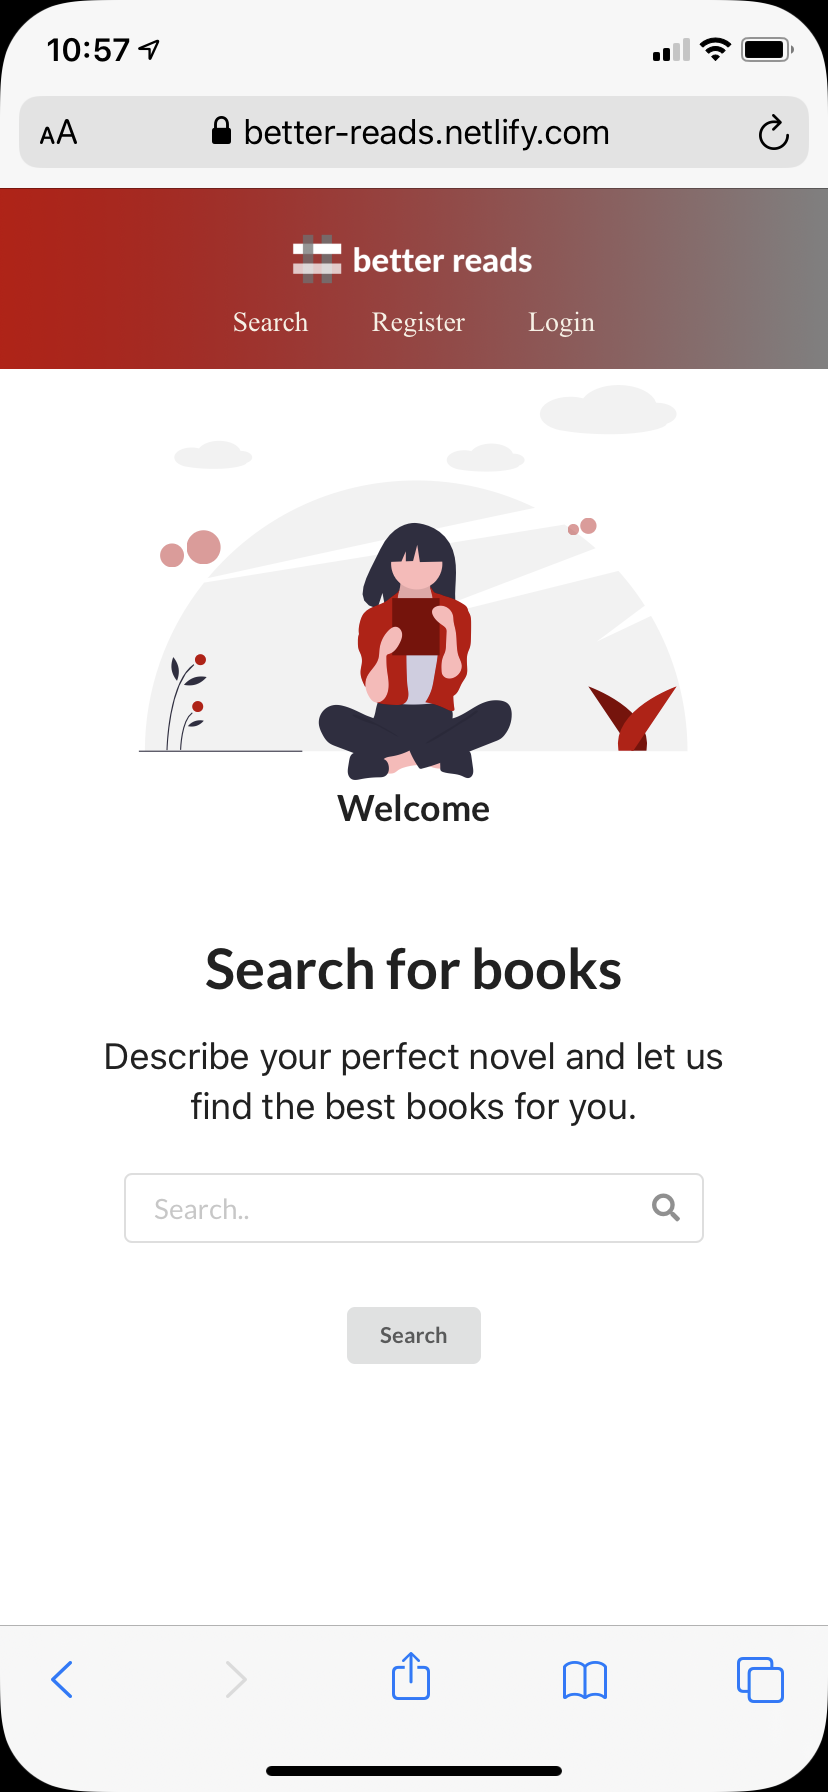 10:57
AA better-reads.netlify.com
better reads
Search Register Login
Welcome
Search for books
Describe your perfect novel and let us
find the best books for you.
Search..
Search